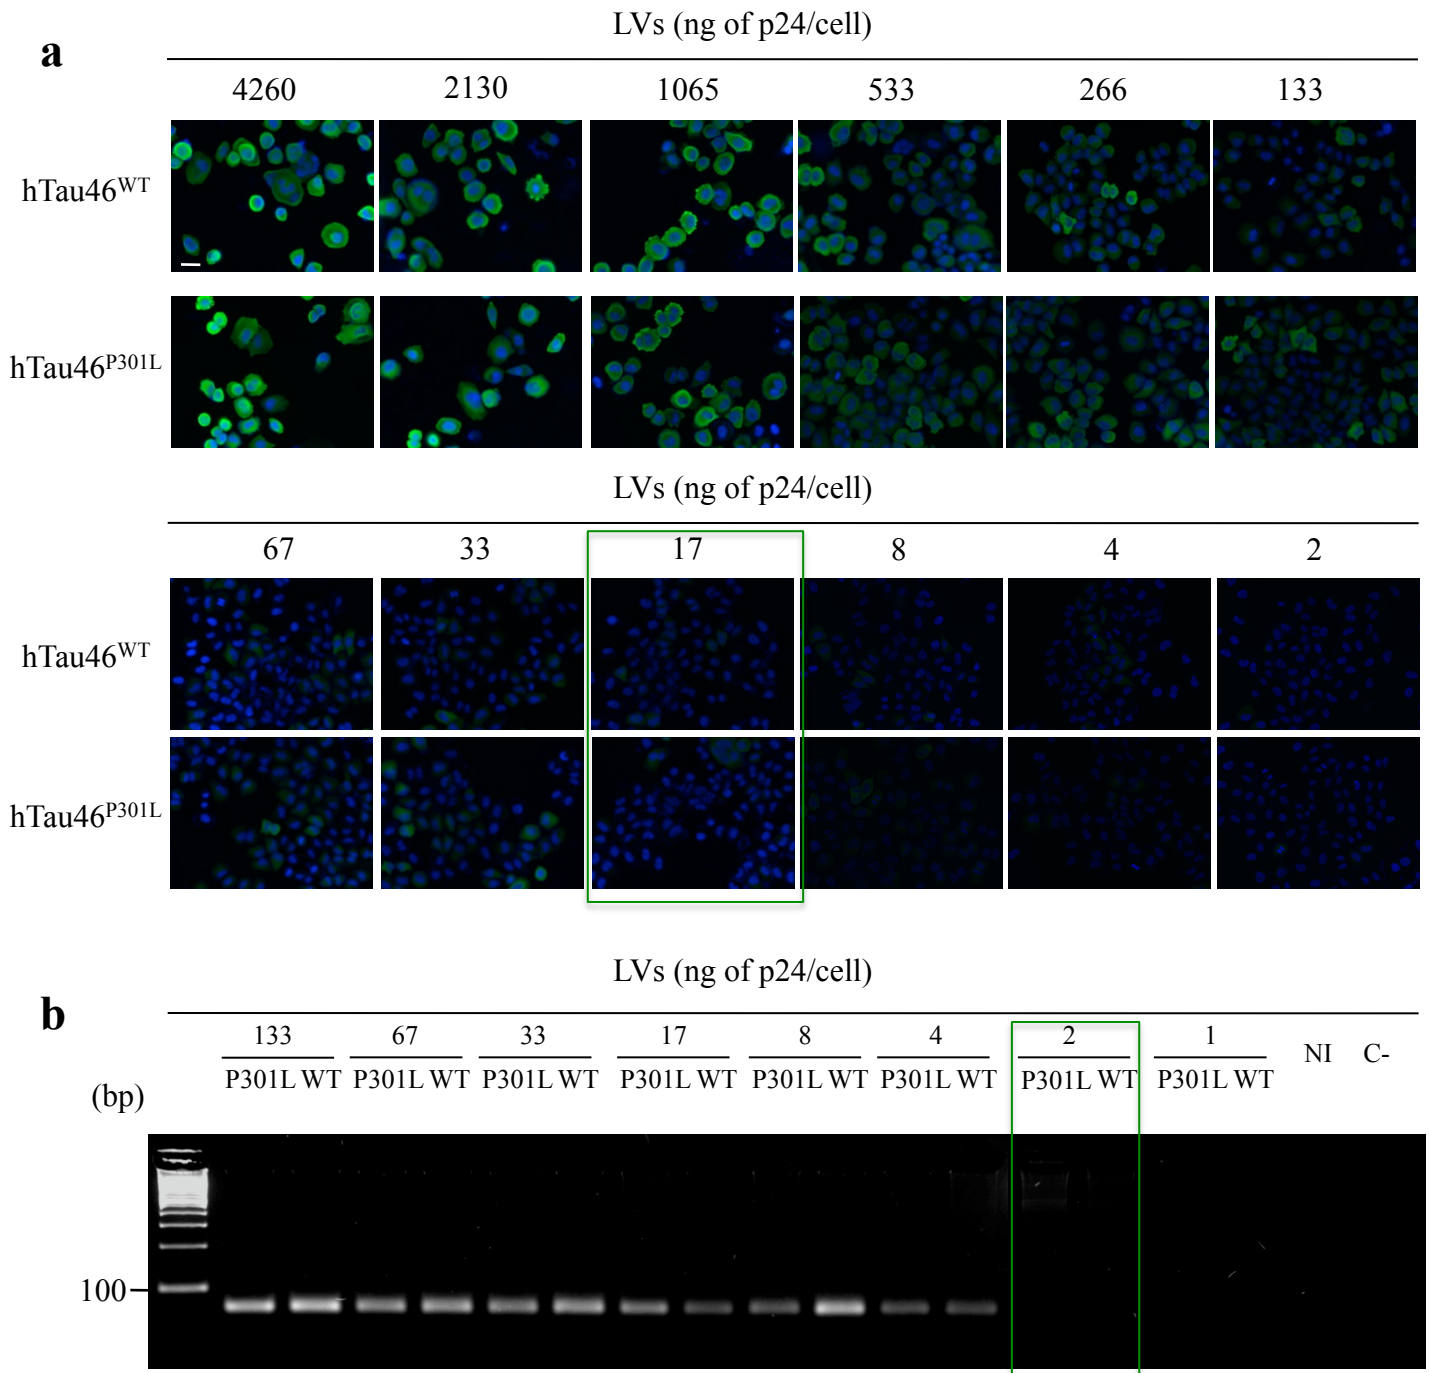 a
LVs (ng of p24/cell)
4260 2130 1065 533 266 133
hTau46WT
hTau46P301L
LVs (ng of p24/cell)
67 33 17 8 4 2
hTau46WT
hTau46P301L
b
LVs (ng of p24/cell)
133 67 33 17 8 4 2 1 NI C-
P301L WT P301L WT P301L WT P301L WT P301L WT P301L WT P301L WT P301L WT
(bp)
100